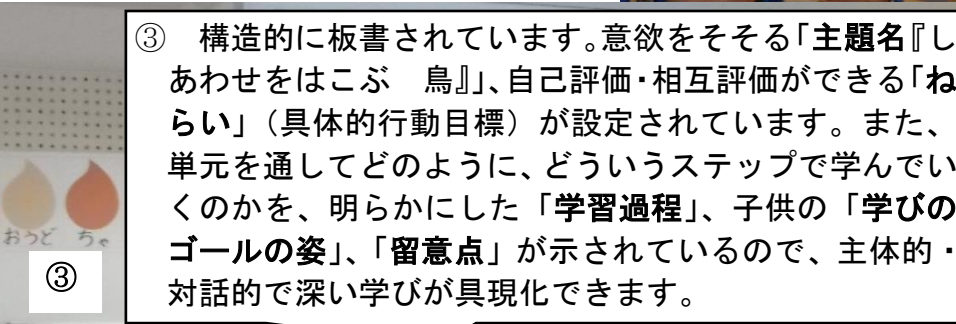 ③　構造的に板書されています。意欲をそそる「主題名『し
あわせをはこぶ　鳥』」、自己評価・相互評価ができる「ね
らい」（具体的行動目標）が設定されています。また、
単元を通してどのように、どういうステップで学んでい
くのかを、明らかにした「学習過程」、子供の「学びの
ゴールの姿」、「留意点」が示されているので、主体的・
対話的で深い学びが具現化できます。
おうど　ちゃ
③